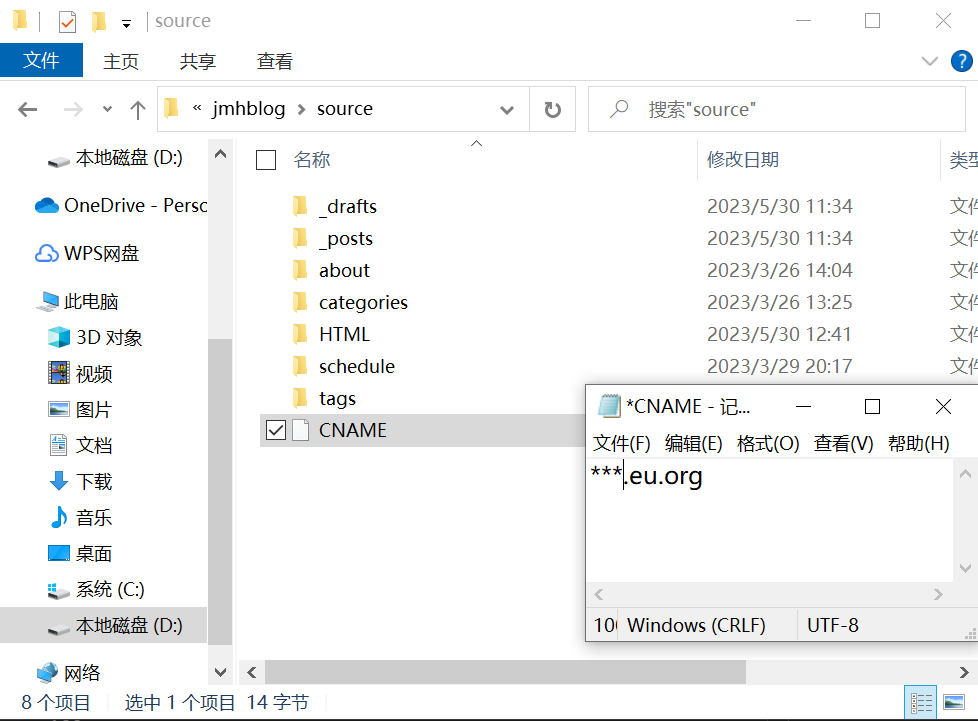 source
文件 主页 共享 查看
« jmhblog › source 搜索"source"
本地磁盘 (D:)
OneDrive - Perso
WPS网盘
此电脑
3D 对象
视频
图片
文档
下载
音乐
桌面
系统 (C:)
本地磁盘 (D:)
网络
名称 修改日期 类型
_drafts 2023/5/30 11:34 文件
_posts 2023/5/30 11:34 文件
about 2023/3/26 14:04 文件
categories 2023/3/26 13:25 文件
HTML 2023/5/30 12:41 文件
schedule 2023/3/29 20:17 文件
tags
CNAME
*CNAME - 记...
文件(F) 编辑(E) 格式(O) 查看(V) 帮助(H)
***.eu.org
10 Windows (CRLF) UTF-8
8 个项目 选中 1 个项目 14 字节